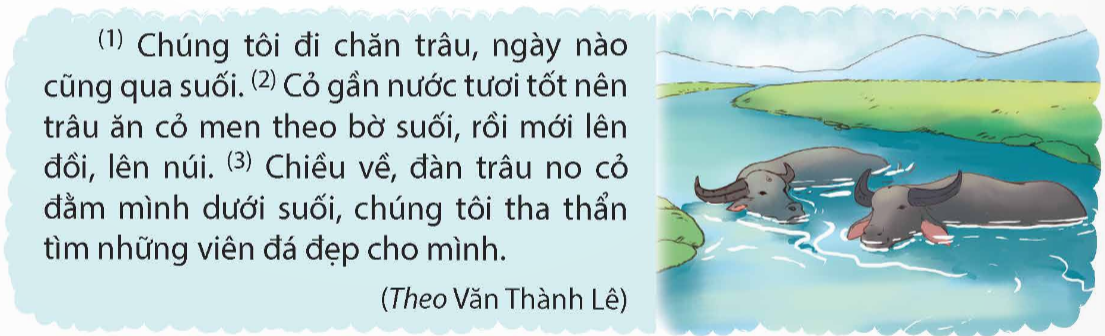 (1) Chúng tôi đi chăn trâu, ngày nào
cũng qua suối. (2) Cỏ gần nước tươi tốt nên
trâu ăn cỏ men theo bờ suối, rồi mới lên
đồi, lên núi. (3) Chiều về, đàn trâu no cỏ
đằm mình dưới suối, chúng tôi tha thẩn
tìm những viên đá đẹp cho mình.
(Theo Văn Thành Lê)